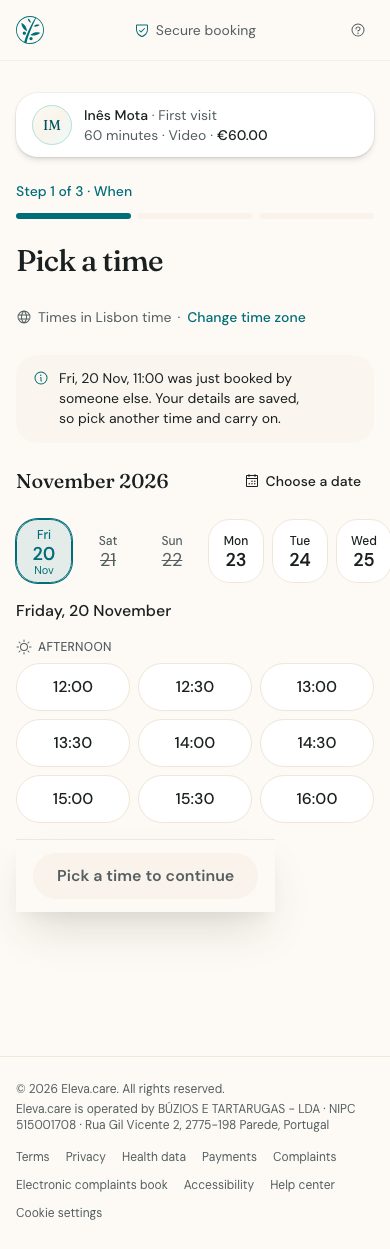 Secure booking
IM
Inês Mota · First visit
60 minutes · Video · €60.00
Step 1 of 3 · When
Pick a time
Times in Lisbon time · Change time zone
Fri, 20 Nov, 11:00 was just booked by
someone else. Your details are saved,
so pick another time and carry on.
November 2026
Choose a date
Fri 20 Nov
Sat 21
Sun 22
Mon 23
Tue 24
Wed 25
Friday, 20 November
AFTERNOON
12:00 12:30 13:00
13:30 14:00 14:30
15:00 15:30 16:00
Pick a time to continue
© 2026 Eleva.care. All rights reserved.
Eleva.care is operated by BÚZIOS E TARTARUGAS - LDA · NIPC
515001708 · Rua Gil Vicente 2, 2775-198 Parede, Portugal
Terms Privacy Health data Payments Complaints
Electronic complaints book Accessibility Help center
Cookie settings